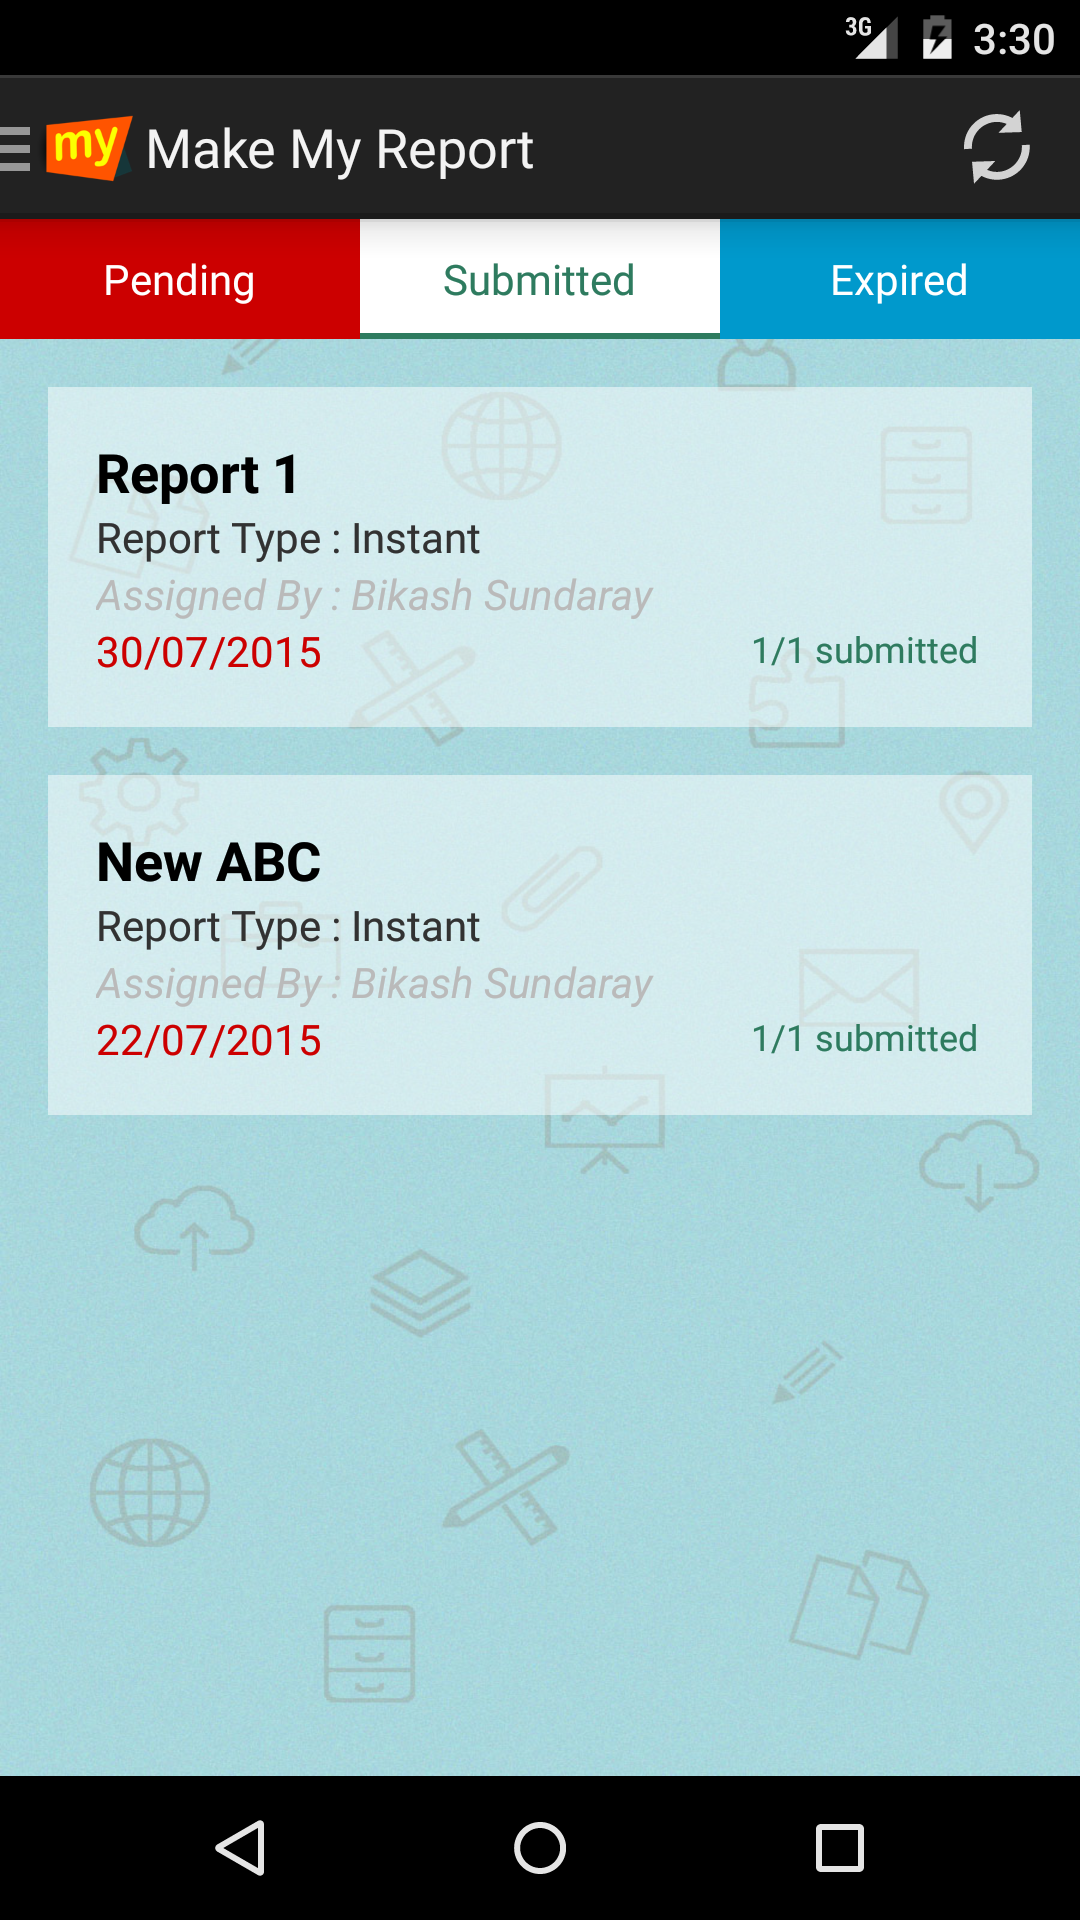 3G 3:30
my Make My Report
Pending Submitted Expired
Report 1
Report Type : Instant
Assigned By : Bikash Sundaray
30/07/2015 1/1 submitted
New ABC
Report Type : Instant
Assigned By : Bikash Sundaray
22/07/2015 1/1 submitted